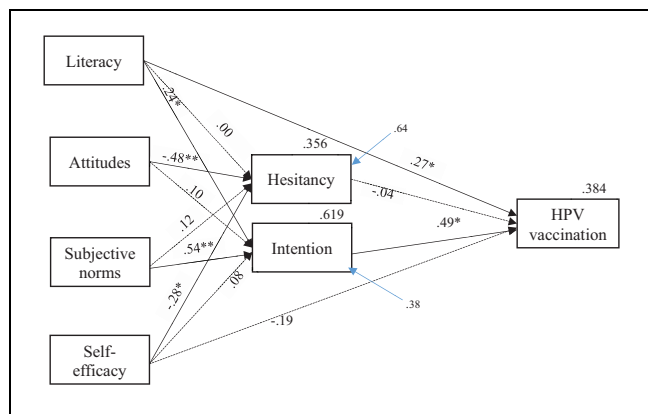 Literacy
.24*
.00
.64
.356
.27*
Attitudes
-.48**
Hesitancy
-.04
.384
.10
HPV
vaccination
.12
.619
.49*
Subjective
norms
.54**
Intention
-.28*
.08
.38
-.19
Self-
efficacy